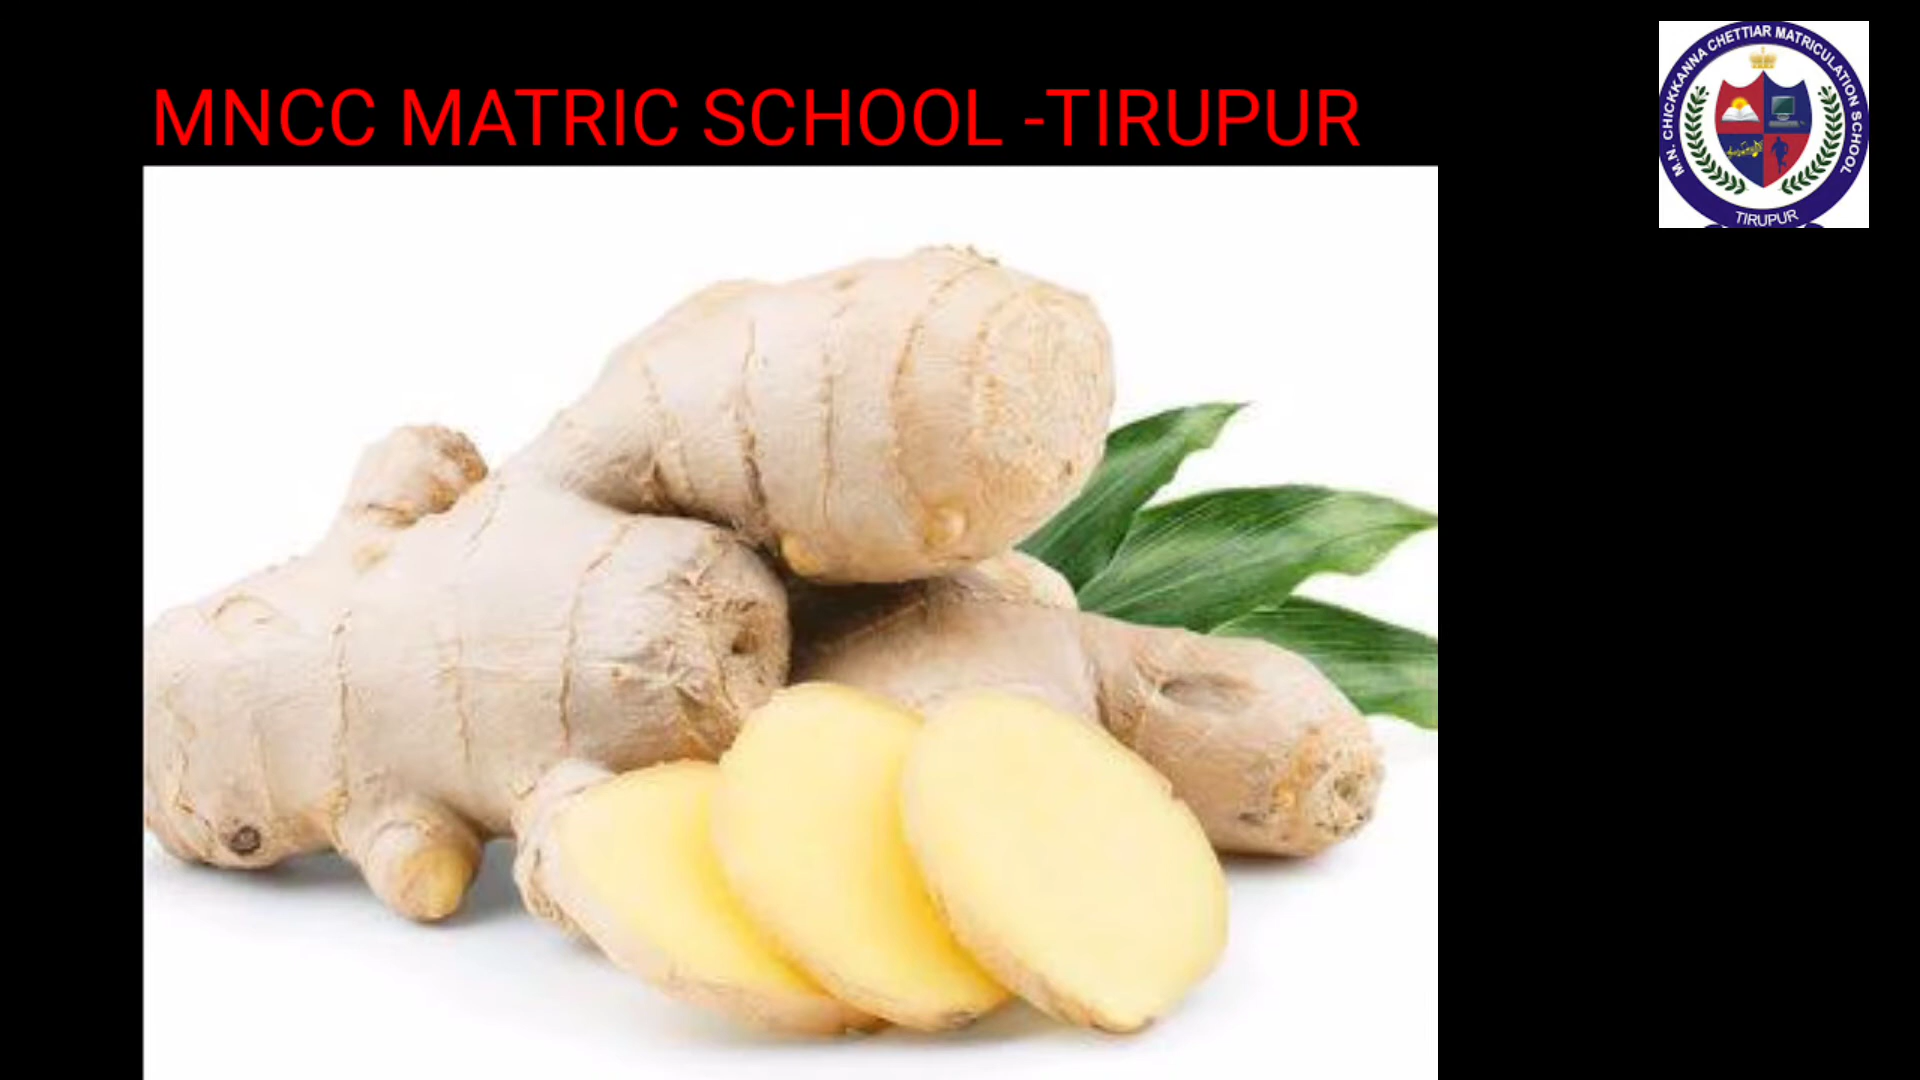 MNCC MATRIC SCHOOL -TIRUPUR
M.N. CHICKKANNA CHETTIAR MATRICULATION SCHOOL
TIRUPUR